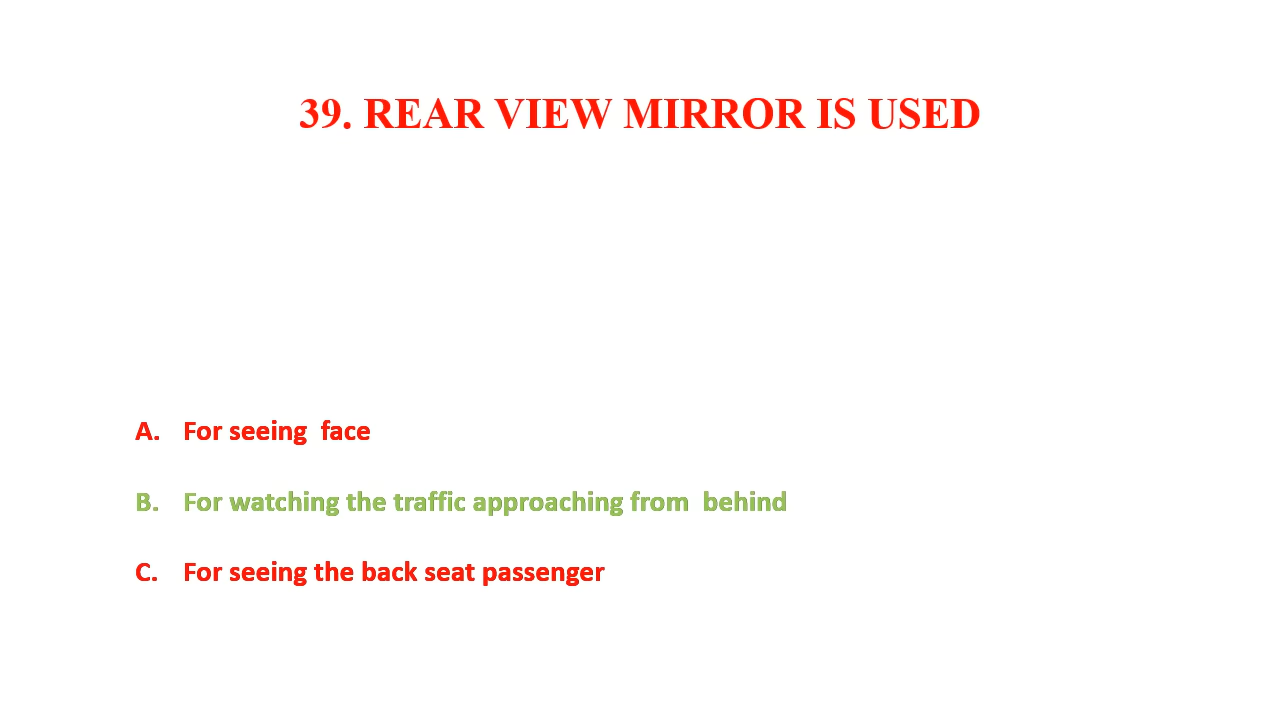 39. REAR VIEW MIRROR IS USED
A. For seeing face
B. For watching the traffic approaching from behind
C. For seeing the back seat passenger